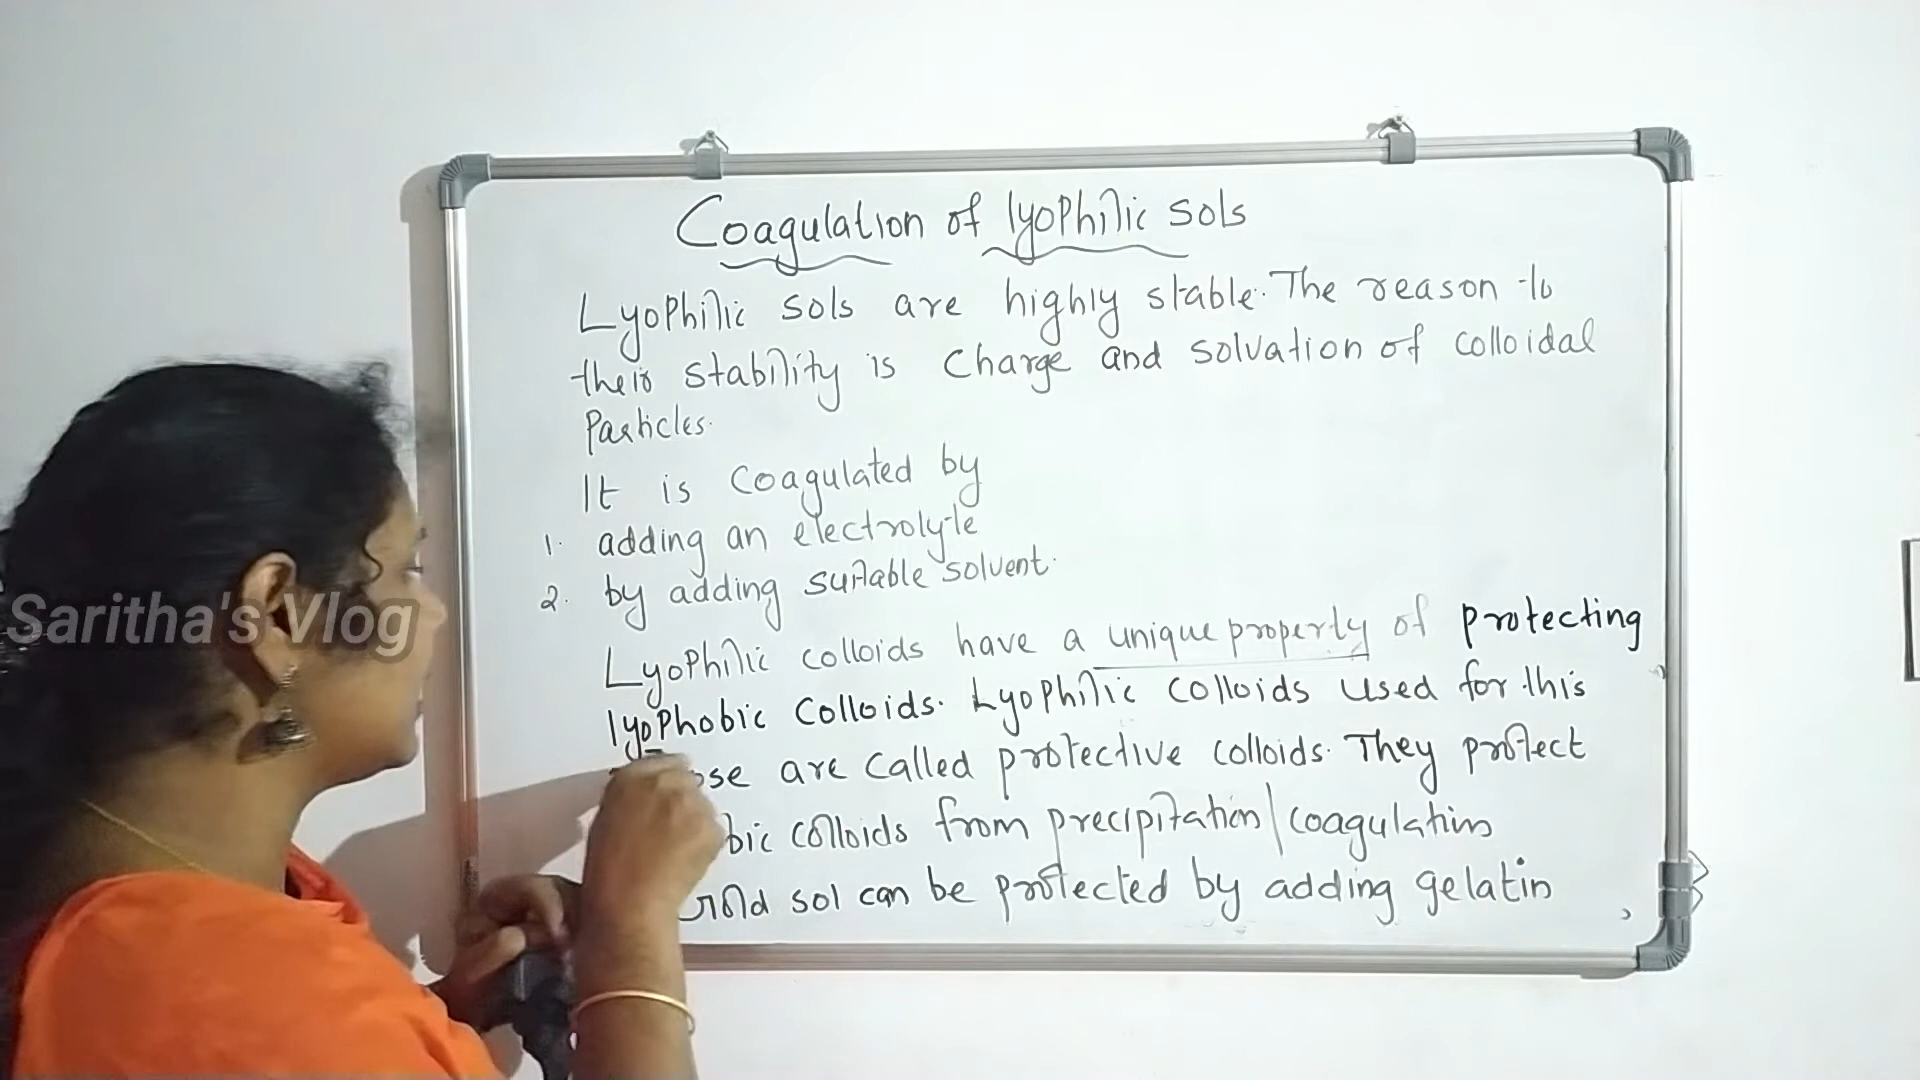 Coagulation of lyophilic sols
Lyophilic sols are highly stable. The reason to
their stability is charge and solvation of colloidal
Particles.
It is coagulated by
1. adding an electrolyte
2. by adding suitable solvent.
Lyophilic colloids have a unique property of protecting
lyophobic colloids. Lyophilic colloids used for this
are called protective colloids. They protect
colloids from precipitation/coagulation
Gold sol can be protected by adding gelatin
Saritha's Vlog